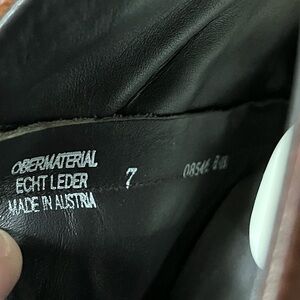 OBERMATERIAL
ECHT LEDER 7
MADE IN AUSTRIA